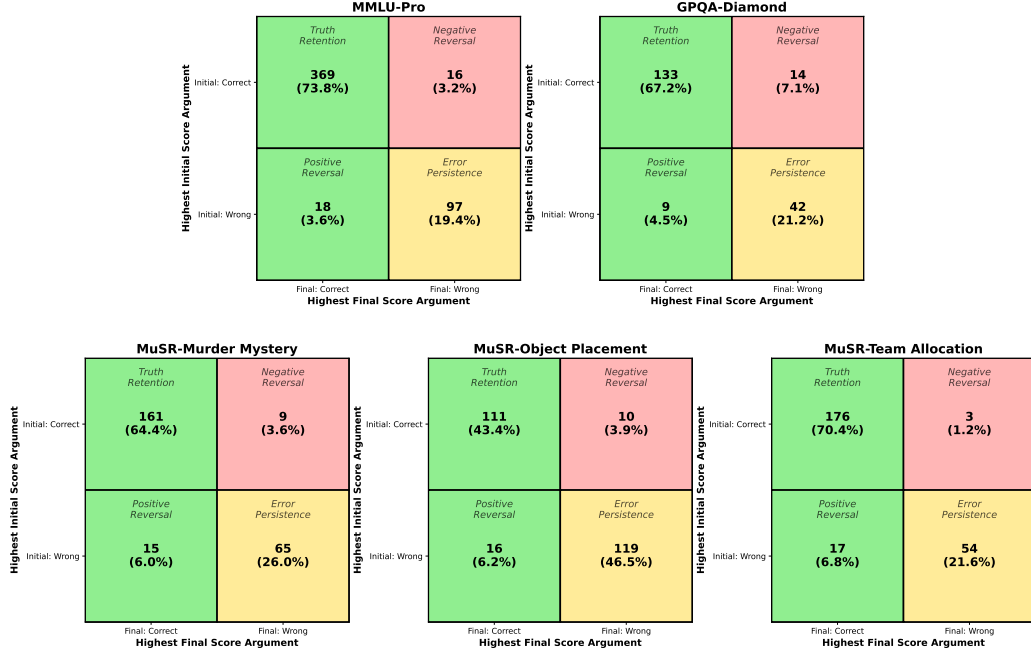 MMLU-Pro
Highest Initial Score Argument
Initial: Correct
Initial: Wrong
Truth
Retention
369
(73.8%)
Negative
Reversal
16
(3.2%)
Positive
Reversal
18
(3.6%)
Error
Persistence
97
(19.4%)
Final: Correct
Final: Wrong
Highest Final Score Argument
GPQA-Diamond
Highest Initial Score Argument
Initial: Correct
Initial: Wrong
Truth
Retention
133
(67.2%)
Negative
Reversal
14
(7.1%)
Positive
Reversal
9
(4.5%)
Error
Persistence
42
(21.2%)
Final: Correct
Final: Wrong
Highest Final Score Argument
MuSR-Murder Mystery
Highest Initial Score Argument
Initial: Correct
Initial: Wrong
Truth
Retention
161
(64.4%)
Negative
Reversal
9
(3.6%)
Positive
Reversal
15
(6.0%)
Error
Persistence
65
(26.0%)
Final: Correct
Final: Wrong
Highest Final Score Argument
MuSR-Object Placement
Highest Initial Score Argument
Initial: Correct
Initial: Wrong
Truth
Retention
111
(43.4%)
Negative
Reversal
10
(3.9%)
Positive
Reversal
16
(6.2%)
Error
Persistence
119
(46.5%)
Final: Correct
Final: Wrong
Highest Final Score Argument
MuSR-Team Allocation
Highest Initial Score Argument
Initial: Correct
Initial: Wrong
Truth
Retention
176
(70.4%)
Negative
Reversal
3
(1.2%)
Positive
Reversal
17
(6.8%)
Error
Persistence
54
(21.6%)
Final: Correct
Final: Wrong
Highest Final Score Argument